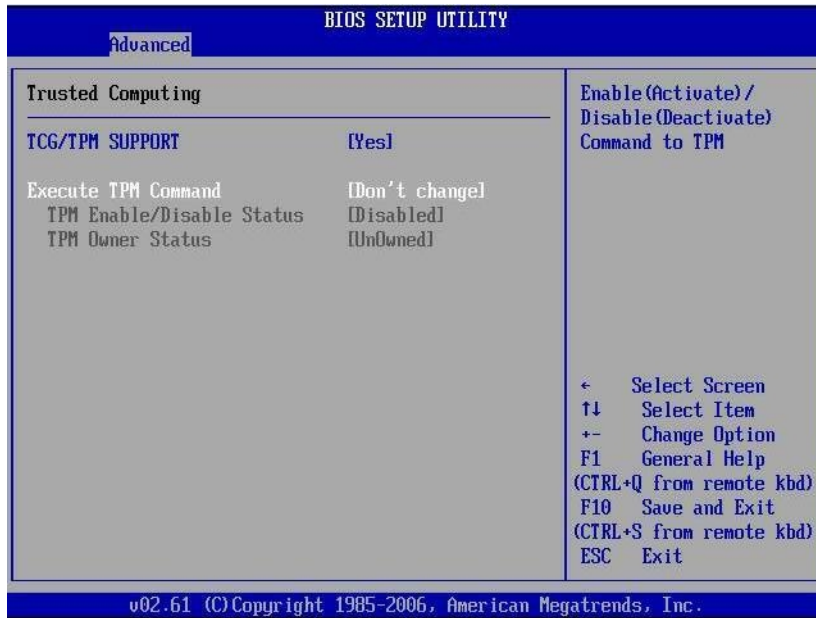 BIOS SETUP UTILITY
Advanced
Trusted Computing
TCG/TPM SUPPORT [Yes]
Execute TPM Command [Don't change]
TPM Enable/Disable Status [Disabled]
TPM Owner Status [UnOwned]
Enable(Activate)/
Disable(Deactivate)
Command to TPM
← Select Screen
↑↓ Select Item
+- Change Option
F1 General Help
(CTRL+Q from remote kbd)
F10 Save and Exit
(CTRL+S from remote kbd)
ESC Exit
v02.61 (C)Copyright 1985-2006, American Megatrends, Inc.